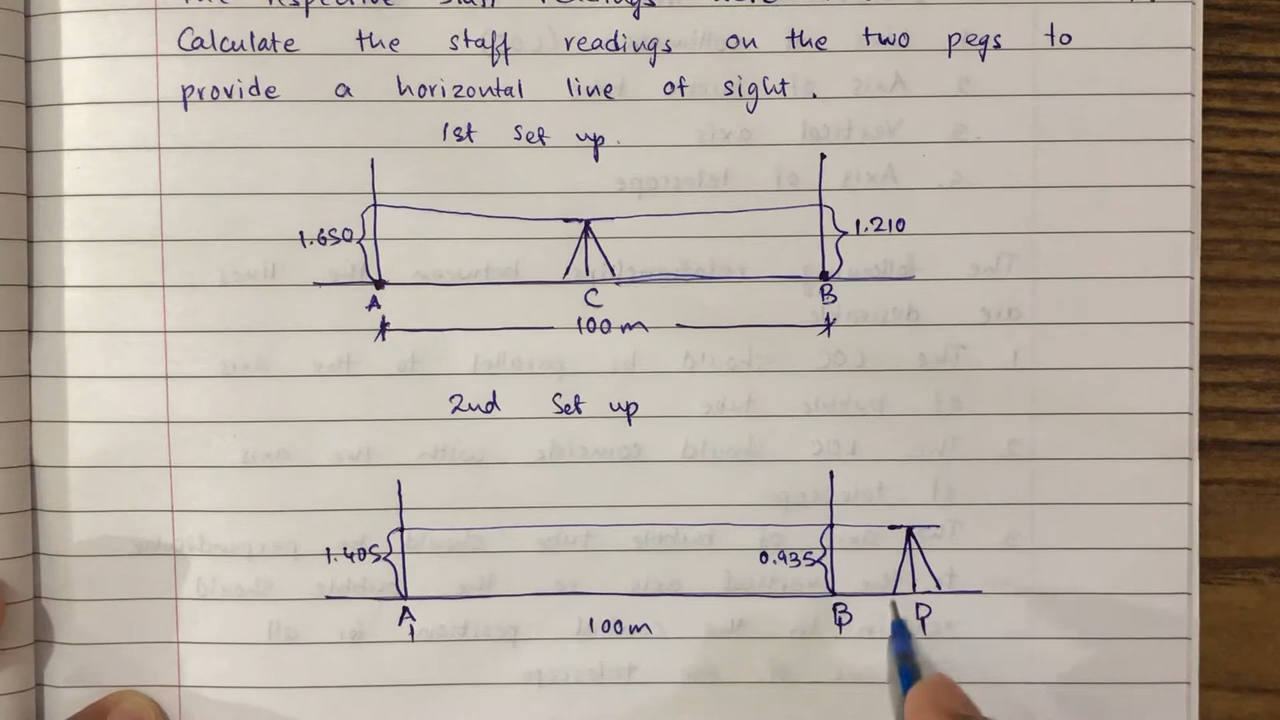 Calculate the staff readings on the two pegs to
provide a horizontal line of sight.
1st Set up.
1.650 1.210
A C B
100m
2nd Set up
1.405 0.935
A 100m B P